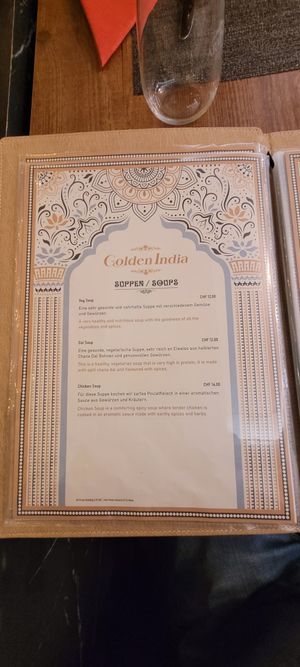 Golden India
SUPPEN / SOUPS
Veg Soup CHF 12.00
Eine sehr gesunde und nahrhafte Suppe mit verschiedenem Gemüse
und Gewürzen.
A very healthy and nutritious soup with the goodness of all the
vegetables and spices.
Dal Soup CHF 12.00
Eine gesunde, vegetarische Suppe, sehr reich an Eiweiss aus halbierten
Chana Dal Bohnen und gemahlenen Gewürzen.
This is a healthy, vegetarian soup that is very high in protein. It is made
with split chana dal and flavoured with spices.
Chicken Soup CHF 14.00
Für diese Suppe kochen wir zartes Pouletfleisch in einer aromatischen
Sauce aus Gewürzen und Kräutern.
Chicken Soup is a comforting spicy soup where tender chicken is
cooked in an aromatic sauce made with earthy spices and herbs